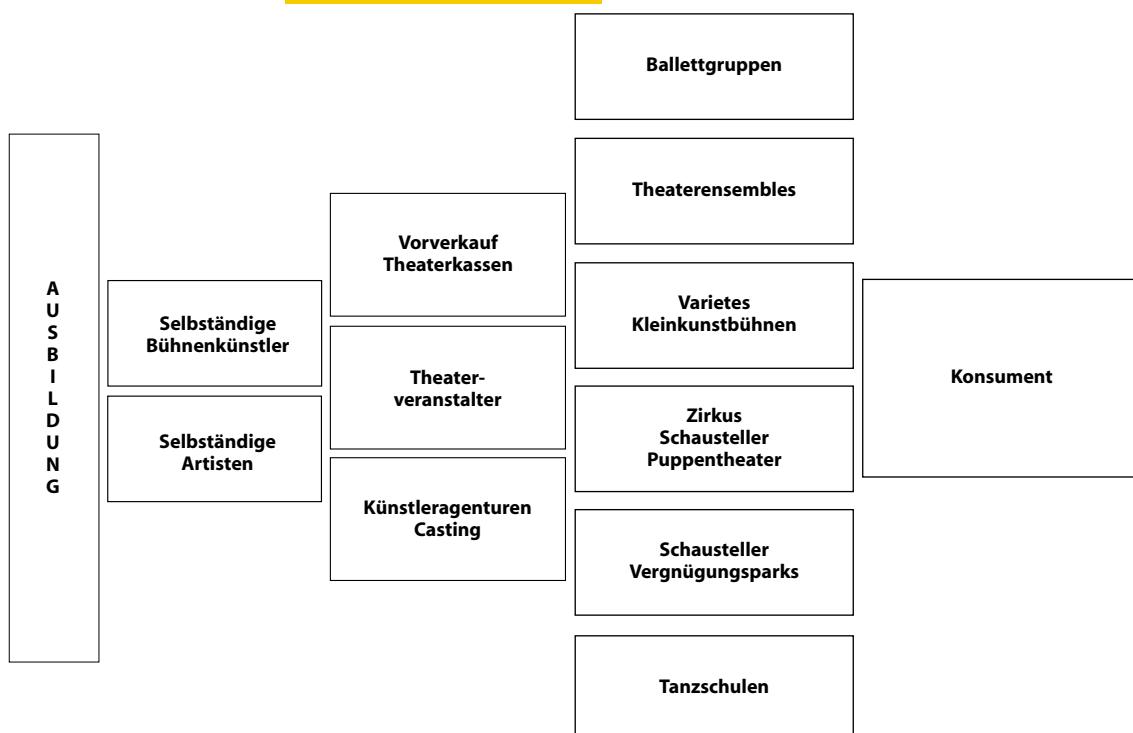 AUSBILDUNG
Selbständige
Bühnenkünstler
Selbständige
Artisten
Vorverkauf
Theaterkassen
Theater-
veranstalter
Künstleragenturen
Casting
Ballettgruppen
Theaterensembles
Varietes
Kleinkunstbühnen
Zirkus
Schausteller
Puppentheater
Schausteller
Vergnügungsparks
Tanzschulen
Konsument